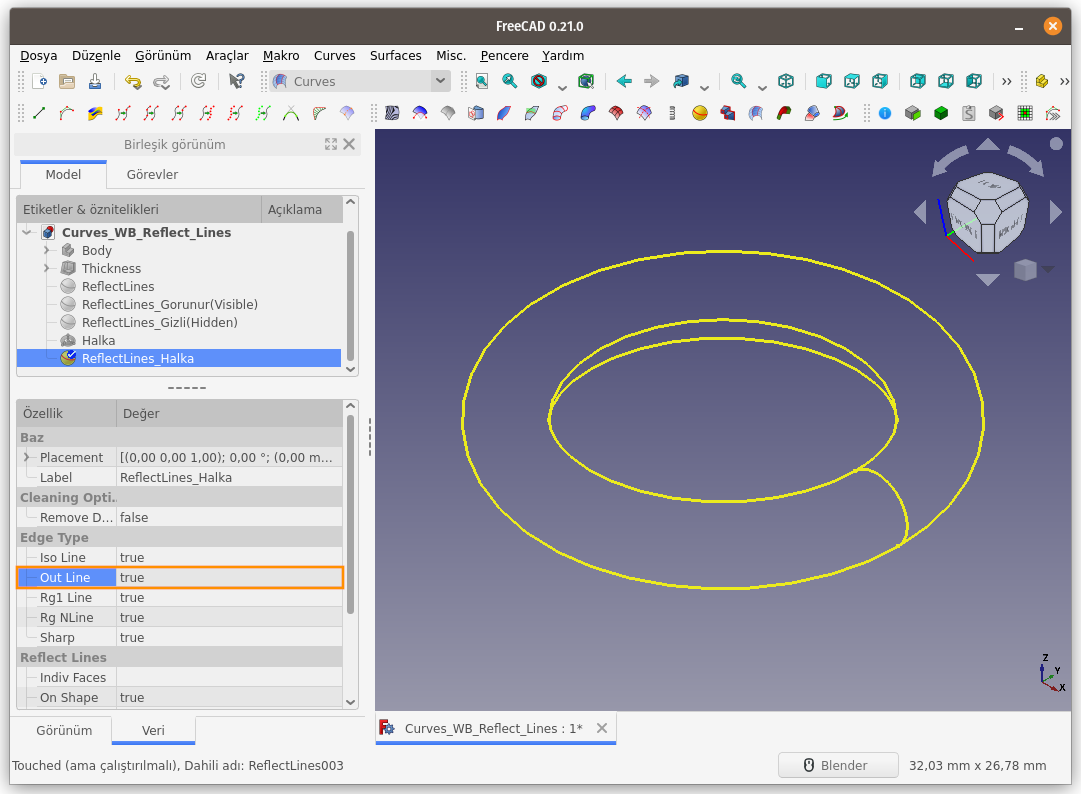 FreeCAD 0.21.0
Dosya Düzenle Görünüm Araçlar Makro Curves Surfaces Misc. Pencere Yardım
Curves
Birleşik görünüm
Model Görevler
Etiketler & öznitelikleri Açıklama
Curves_WB_Reflect_Lines
Body
Thickness
ReflectLines
ReflectLines_Gorunur(Visible)
ReflectLines_Gizli(Hidden)
Halka
ReflectLines_Halka
Özellik Değer
Baz
Placement [(0,00 0,00 1,00); 0,00 °; (0,00 m...
Label ReflectLines_Halka
Cleaning Opti..
Remove D... false
Edge Type
Iso Line true
Out Line true
Rg1 Line true
Rg NLine true
Sharp true
Reflect Lines
Indiv Faces
On Shape true
Görünüm Veri
Z
Y
X
Curves_WB_Reflect_Lines : 1*
Touched (ama çalıştırılmalı), Dahili adı: ReflectLines003 Blender 32,03 mm x 26,78 mm